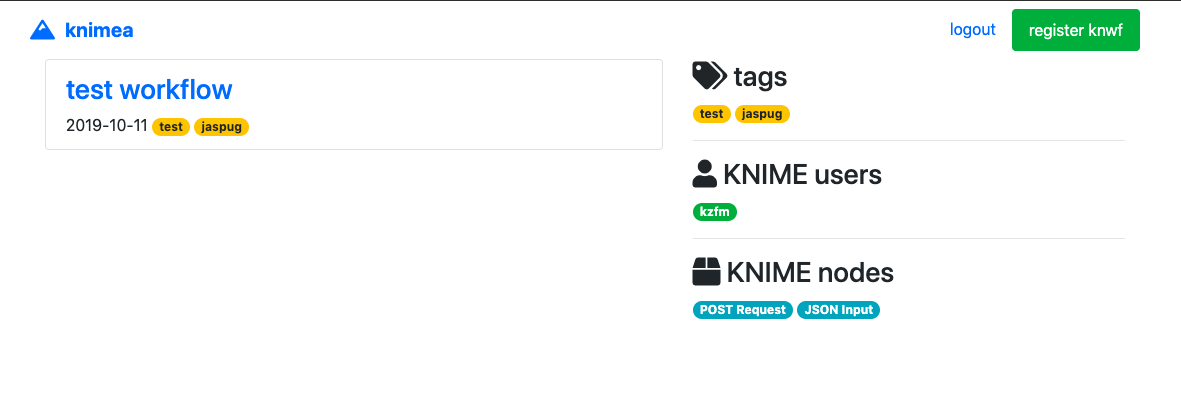 knimea
logout
register knwf
test workflow
2019-10-11 test jaspug
tags
test jaspug
KNIME users
kzfm
KNIME nodes
POST Request JSON Input